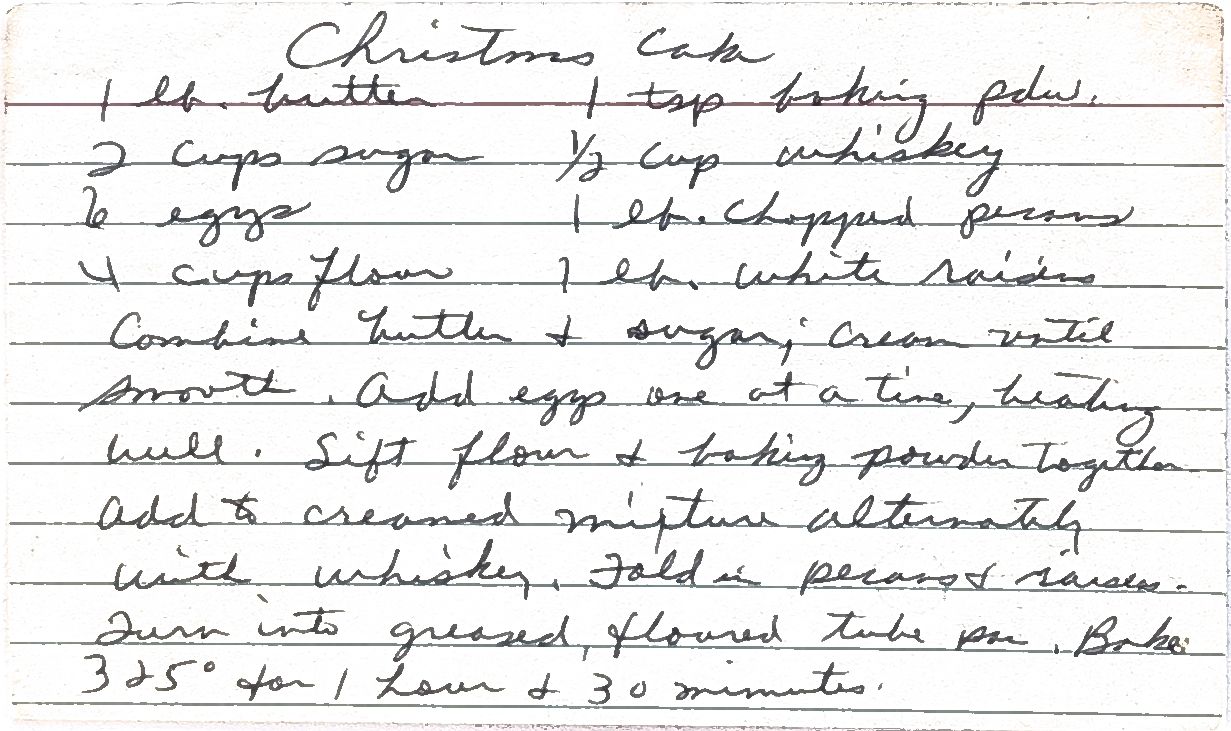 Christmas Cake
1 lb. butter 1 tsp baking pdw.
2 cups sugar 1/2 cup whiskey
6 eggs 1 lb. chopped pecans
4 cups flour 1 lb. white raisins
Combine butter & sugar; cream until
smooth. Add eggs one at a time, beating
well. Sift flour & baking powder together
Add to creamed mixture alternately
with whiskey. Fold in pecans & raisins.
Turn into greased, floured tube pan. Bake
325° for 1 hour & 30 minutes.